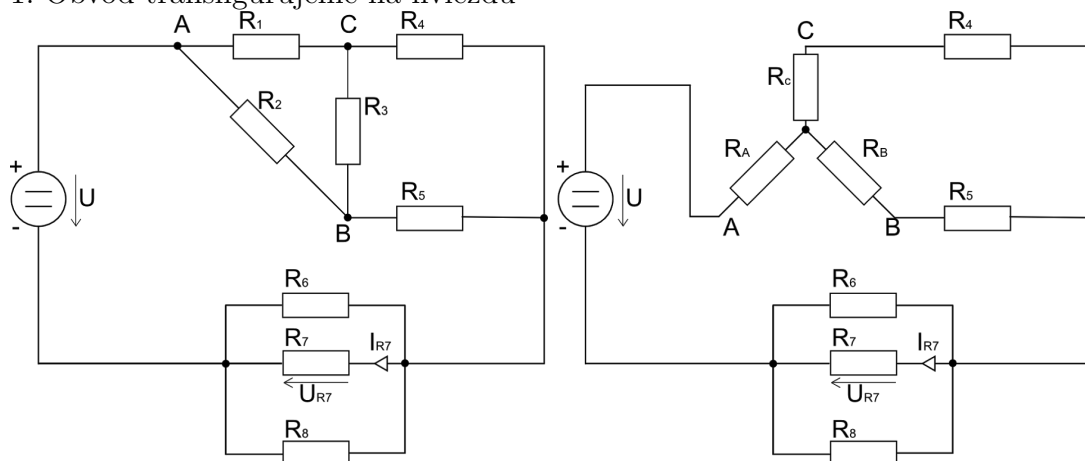 1. Obvod transfigurujeme na hviezdu
A R1 C R4
R2 R3
+ U -
B R5
R6
R7 IR7
UR7
R8
C R4
Rc
RA RB
+ U -
A B R5
R6
R7 IR7
UR7
R8